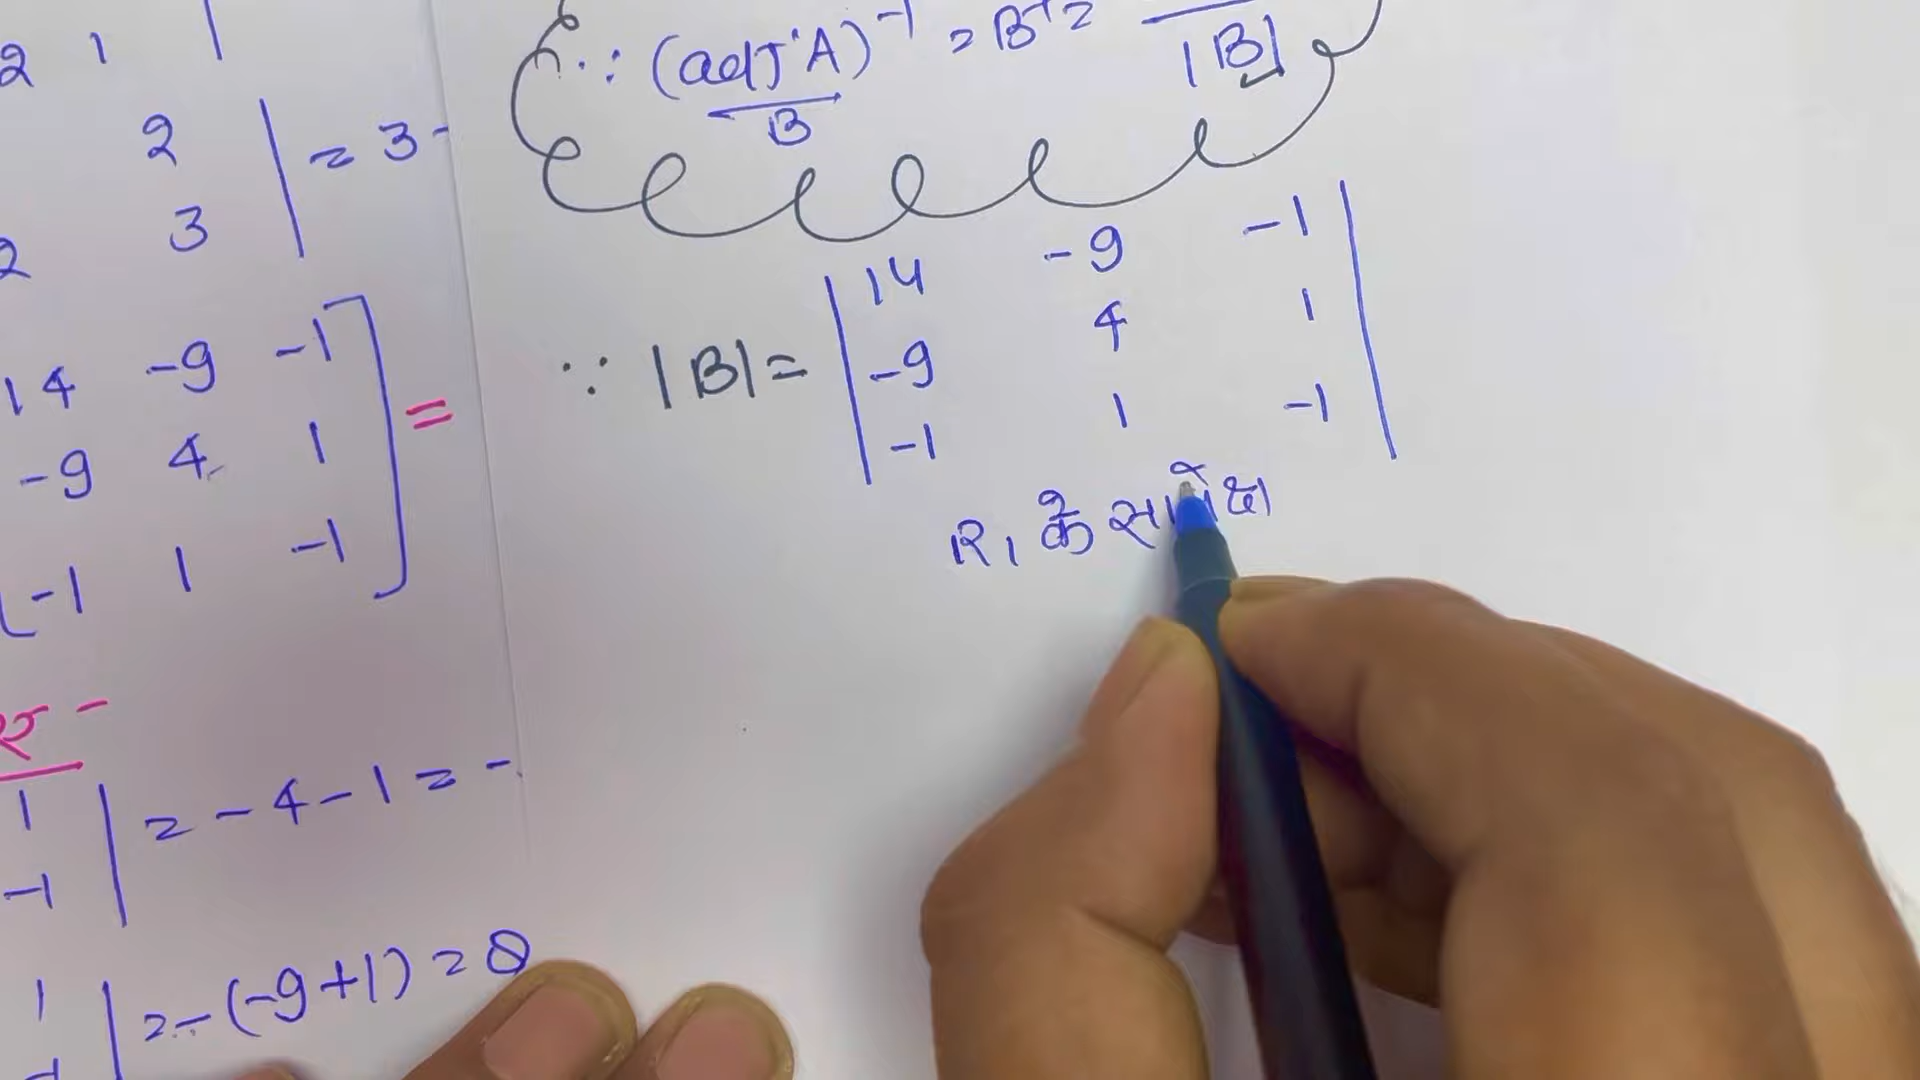 2 1
2
= 3 -
2 3
14 -9 -1
-9 4 1 =
-1 1 -1
1
= -4 -1 = -
-1
1
= -(-9+1) = 8
∴ (adj A)⁻¹ = B⁻¹ =
|B|
B
∵ |B| =
14 -9 -1
-9 4 1
-1 1 -1
R₁ के सापेक्ष